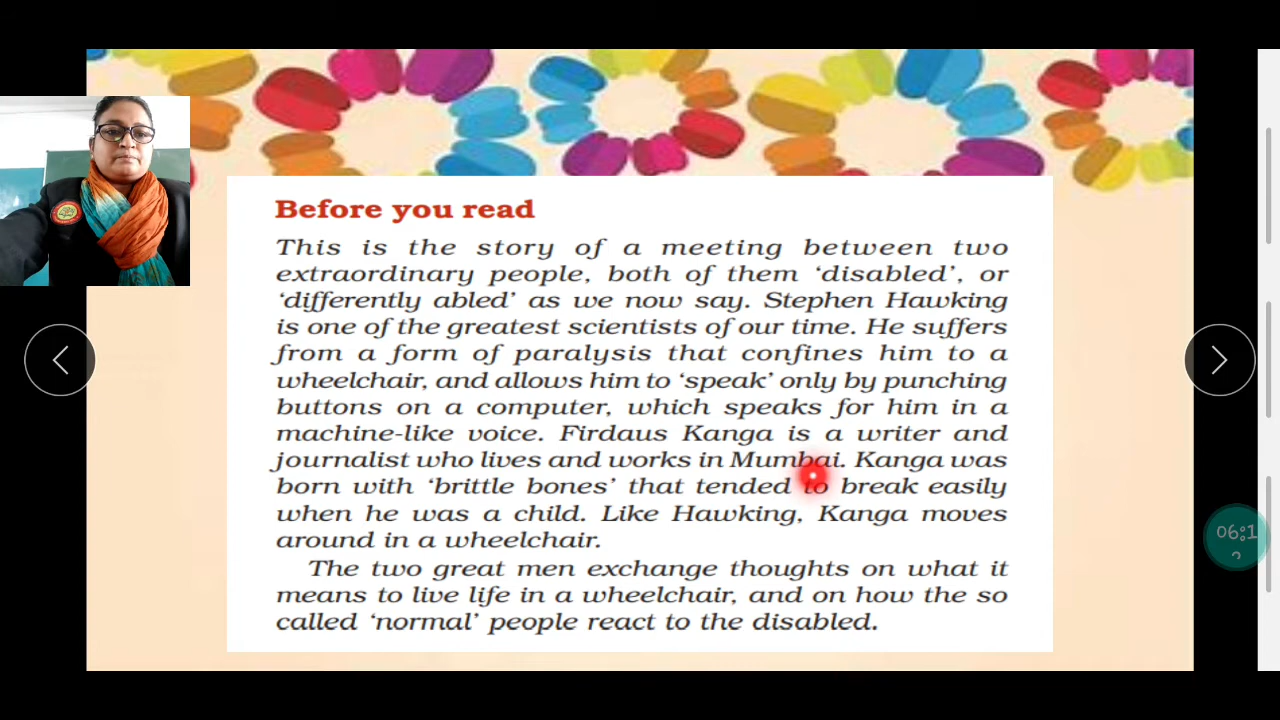 Before you read
This is the story of a meeting between two
extraordinary people, both of them ‘disabled’, or
‘differently abled’ as we now say. Stephen Hawking
is one of the greatest scientists of our time. He suffers
from a form of paralysis that confines him to a
wheelchair, and allows him to ‘speak’ only by punching
buttons on a computer, which speaks for him in a
machine-like voice. Firdaus Kanga is a writer and
journalist who lives and works in Mumbai. Kanga was
born with ‘brittle bones’ that tended to break easily
when he was a child. Like Hawking, Kanga moves
around in a wheelchair.
The two great men exchange thoughts on what it
means to live life in a wheelchair, and on how the so
called ‘normal’ people react to the disabled.
06:1